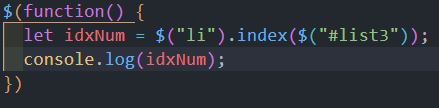 $(function() {
let idxNum = $("li").index($("#list3"));
console.log(idxNum);
})